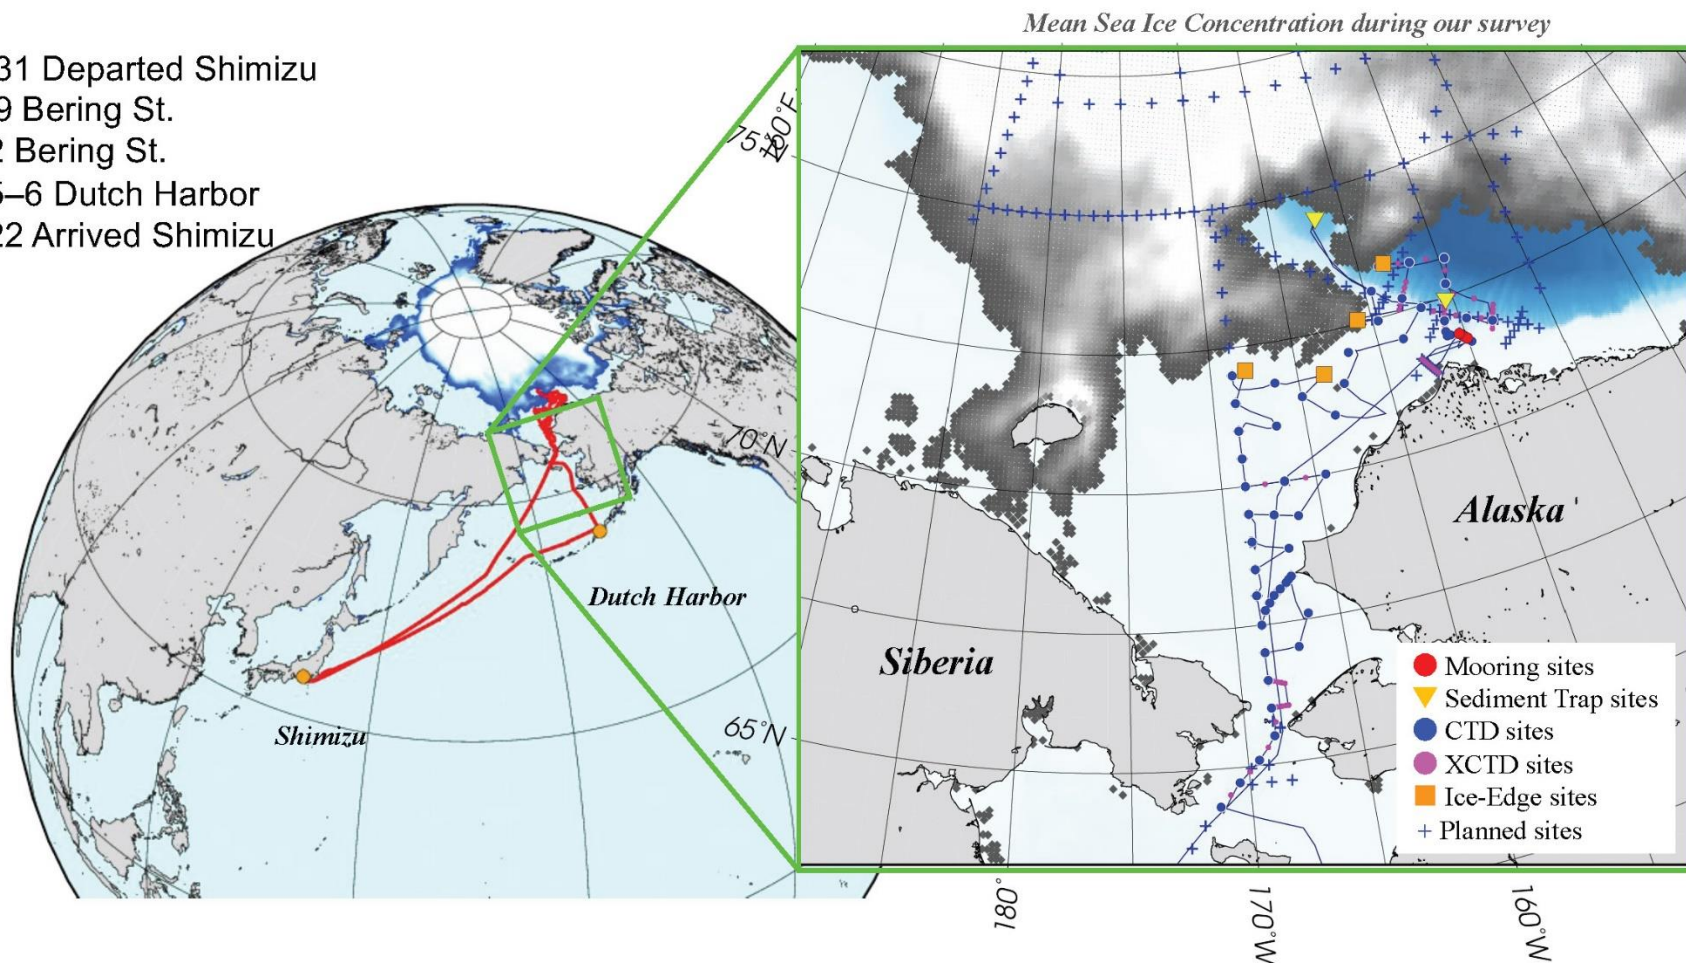 Mean Sea Ice Concentration during our survey
31 Departed Shimizu
9 Bering St.
2 Bering St.
5–6 Dutch Harbor
22 Arrived Shimizu
75°
150°E
70°N
65°N
Dutch Harbor
Shimizu
Siberia
Alaska
Mooring sites
Sediment Trap sites
CTD sites
XCTD sites
Ice-Edge sites
+ Planned sites
180°
170°W
160°W